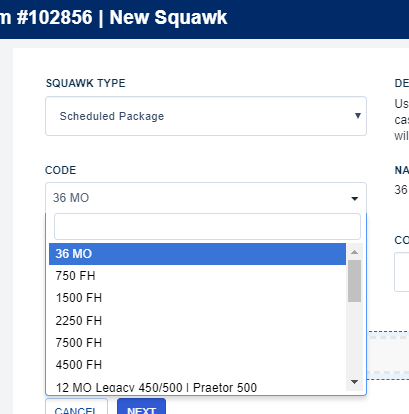 #102856 | New Squawk
SQUAWK TYPE
Scheduled Package
CODE
36 MO
36 MO
750 FH
1500 FH
2250 FH
7500 FH
4500 FH
12 MO Legacy 450/500 | Praetor 500
CANCEL
NEXT
DE
Us
cas
will
NA
36
CO